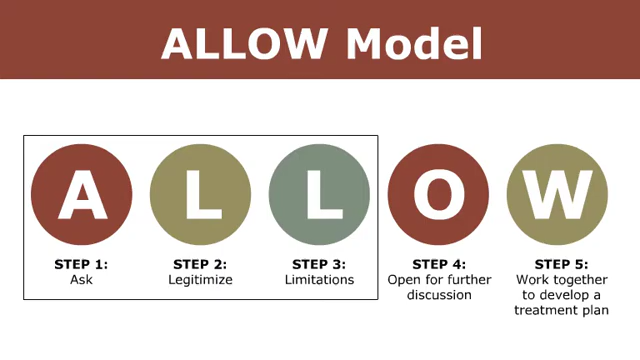 ALLOW Model
A
L
L
O
W
STEP 1:
Ask
STEP 2:
Legitimize
STEP 3:
Limitations
STEP 4:
Open for further
discussion
STEP 5:
Work together
to develop a
treatment plan